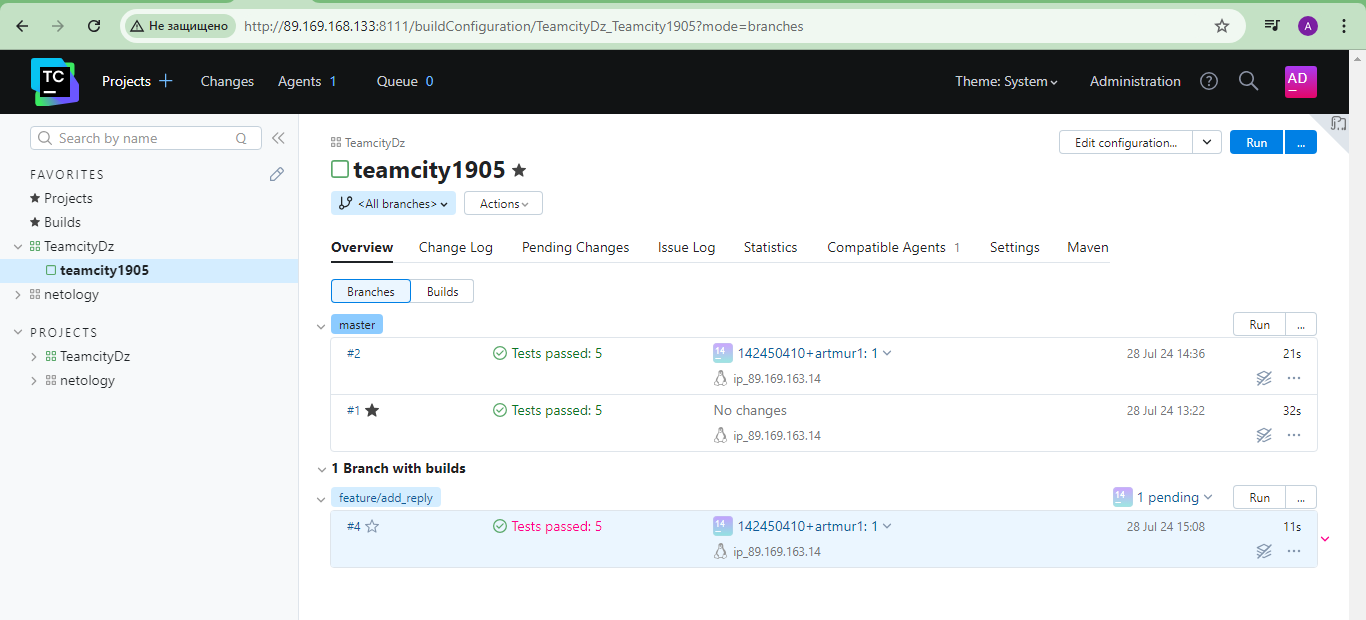 Не защищено http://89.169.168.133:8111/buildConfiguration/TeamcityDz_Teamcity1905?mode=branches A
TC Projects Changes Agents 1 Queue 0 Theme: System Administration ? AD
Search by name Q
FAVORITES
Projects
Builds
TeamcityDz
teamcity1905
netology
PROJECTS
TeamcityDz
netology
TeamcityDz
teamcity1905
Edit configuration... Run ...
<All branches> Actions
Overview Change Log Pending Changes Issue Log Statistics Compatible Agents 1 Settings Maven
Branches Builds
master Run ...
#2 Tests passed: 5 14 142450410+artmur1: 1 28 Jul 24 14:36 21s
ip_89.169.163.14
#1 Tests passed: 5 No changes 28 Jul 24 13:22 32s
ip_89.169.163.14
1 Branch with builds
feature/add_reply 14 1 pending Run ...
#4 Tests passed: 5 14 142450410+artmur1: 1 28 Jul 24 15:08 11s
ip_89.169.163.14